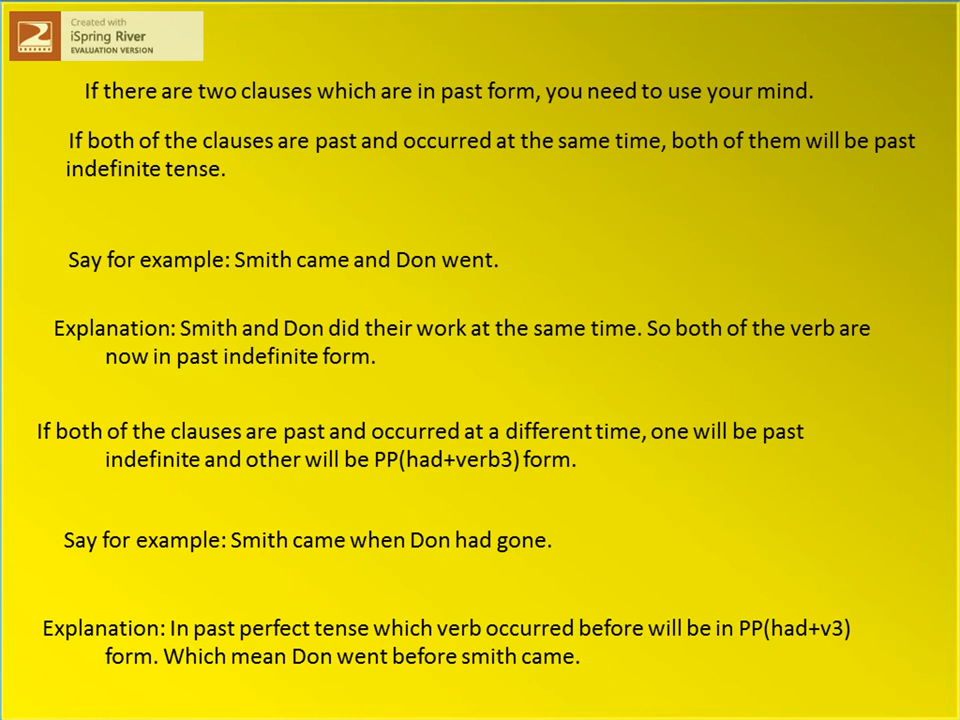 Created with
iSpring River
EVALUATION VERSION
If there are two clauses which are in past form, you need to use your mind.
If both of the clauses are past and occurred at the same time, both of them will be past
indefinite tense.
Say for example: Smith came and Don went.
Explanation: Smith and Don did their work at the same time. So both of the verb are
now in past indefinite form.
If both of the clauses are past and occurred at a different time, one will be past
indefinite and other will be PP(had+verb3) form.
Say for example: Smith came when Don had gone.
Explanation: In past perfect tense which verb occurred before will be in PP(had+v3)
form. Which mean Don went before smith came.